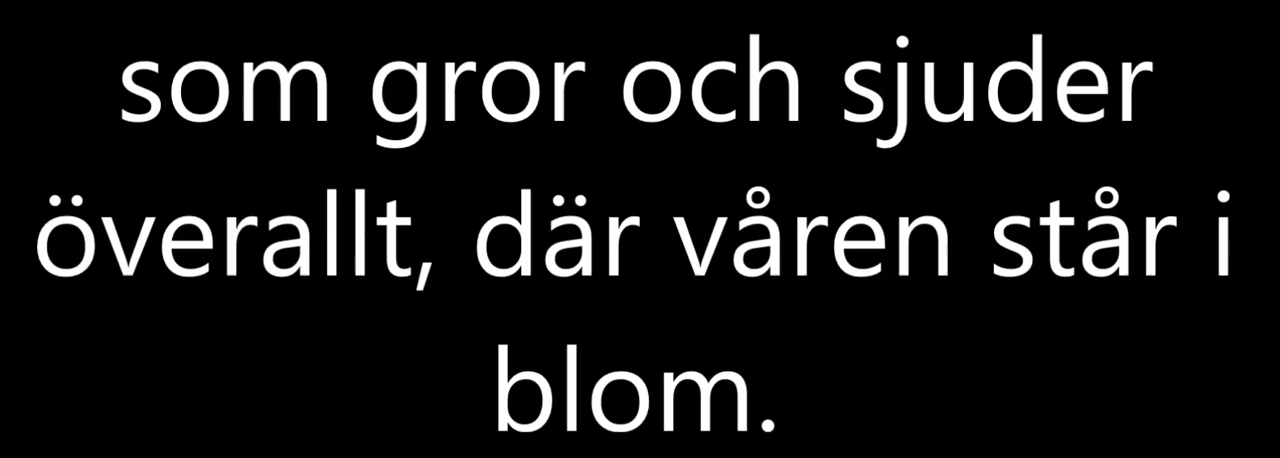 som gror och sjuder
överallt, där våren står i
blom.